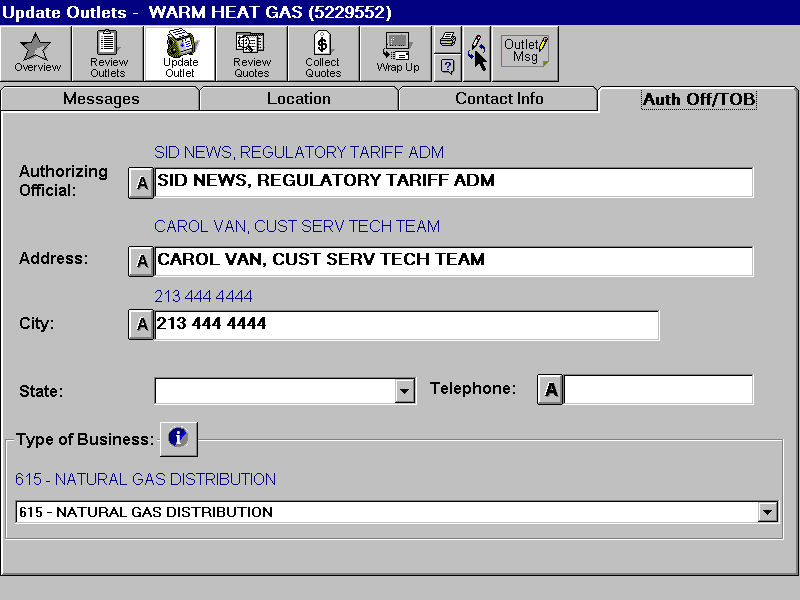 Update Outlets - WARM HEAT GAS (5229552)
Overview
Review Outlets
Update Outlet
Review Quotes
$
Collect Quotes
Wrap Up
?
Outlet Msg
Messages
Location
Contact Info
Auth Off/TOB
SID NEWS, REGULATORY TARIFF ADM
Authorizing Official:
A
SID NEWS, REGULATORY TARIFF ADM
CAROL VAN, CUST SERV TECH TEAM
Address:
A
CAROL VAN, CUST SERV TECH TEAM
213 444 4444
City:
A
213 444 4444
State:
Telephone:
A
Type of Business:
i
615 - NATURAL GAS DISTRIBUTION
615 - NATURAL GAS DISTRIBUTION